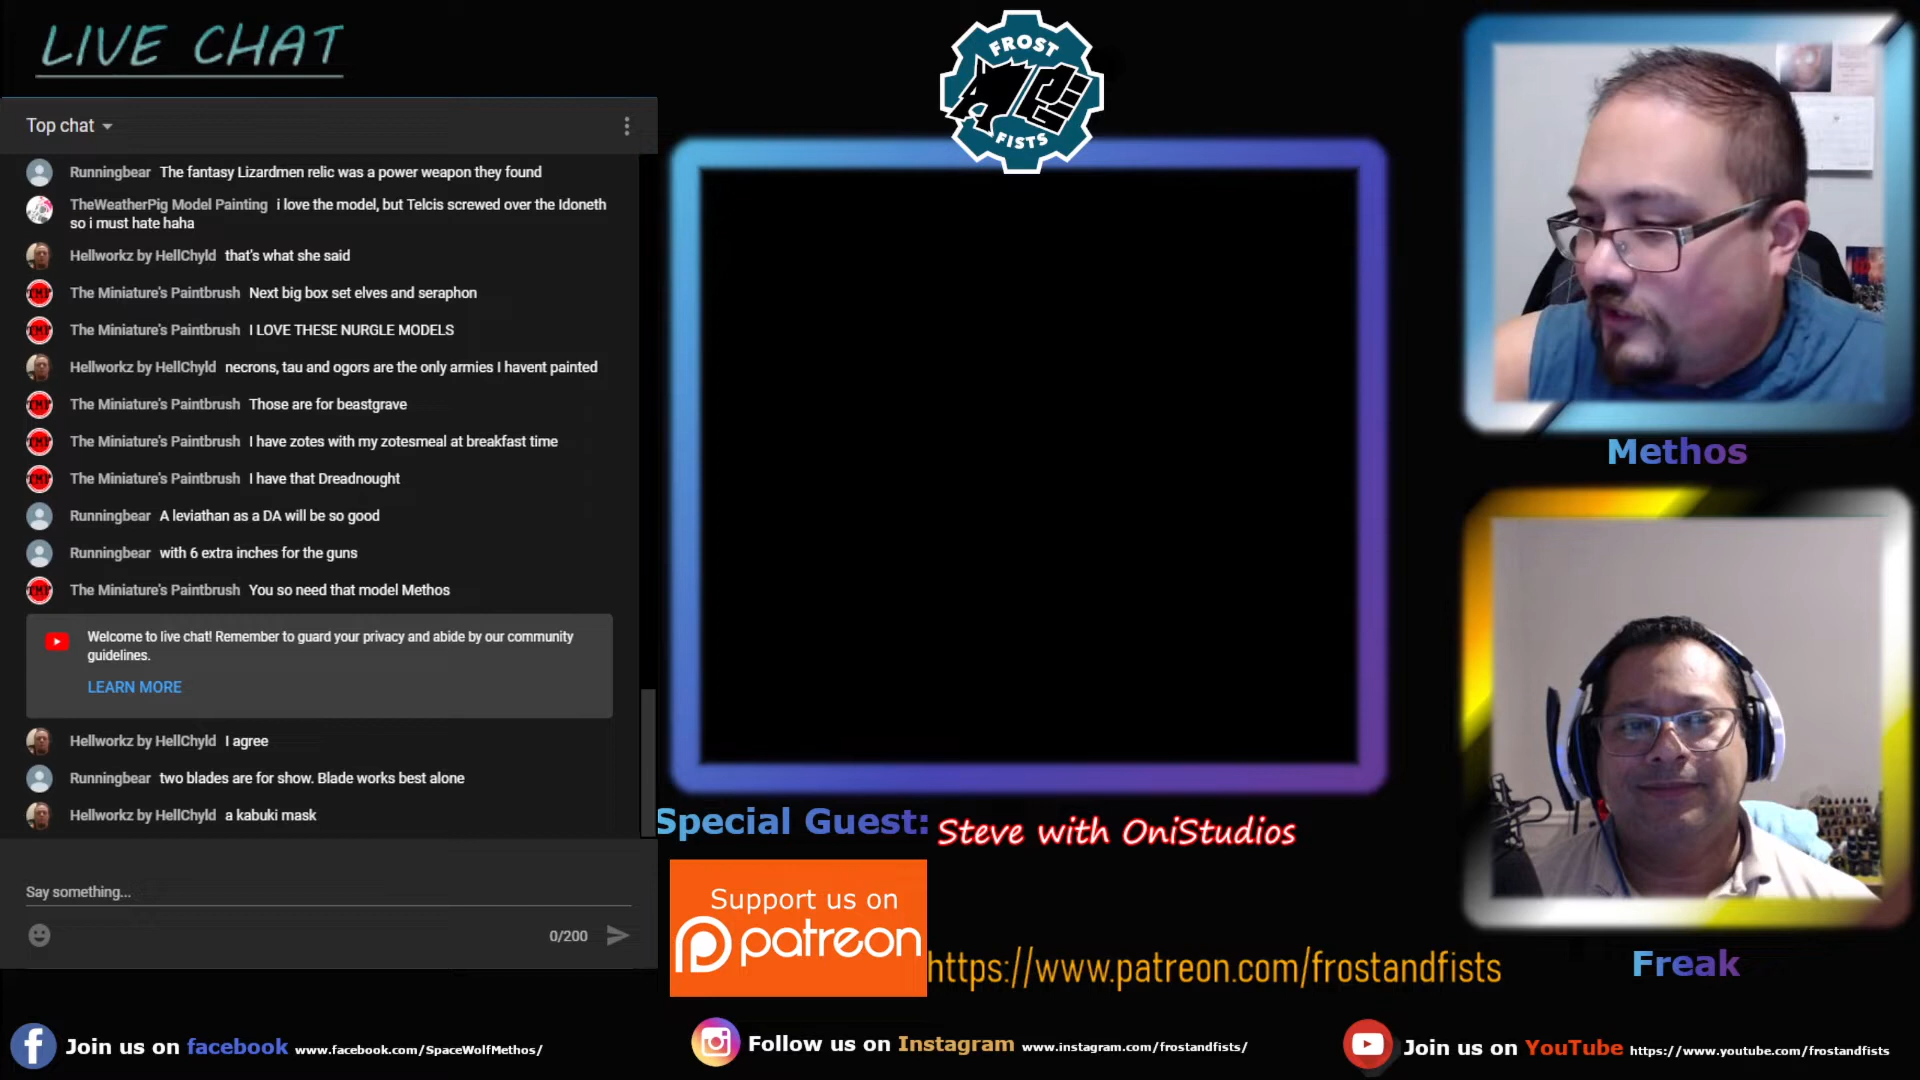 LIVE CHAT
Top chat
Runningbear The fantasy Lizardmen relic was a power weapon they found
TheWeatherPig Model Painting i love the model, but Telcis screwed over the Idoneth
so i must hate haha
Hellworkz by HellChyld that's what she said
The Miniature's Paintbrush Next big box set elves and seraphon
The Miniature's Paintbrush I LOVE THESE NURGLE MODELS
Hellworkz by HellChyld necrons, tau and ogors are the only armies I havent painted
The Miniature's Paintbrush Those are for beastgrave
The Miniature's Paintbrush I have zotes with my zotesmeal at breakfast time
The Miniature's Paintbrush I have that Dreadnought
Runningbear A leviathan as a DA will be so good
Runningbear with 6 extra inches for the guns
The Miniature's Paintbrush You so need that model Methos
Welcome to live chat! Remember to guard your privacy and abide by our community
guidelines.
LEARN MORE
Hellworkz by HellChyld I agree
Runningbear two blades are for show. Blade works best alone
Hellworkz by HellChyld a kabuki mask
Say something...
0/200
FROST
FISTS
Special Guest: Steve with OniStudios
Support us on
patreon
https://www.patreon.com/frostandfists
Methos
Freak
Join us on facebook www.facebook.com/SpaceWolfMethos/
Follow us on Instagram www.instagram.com/frostandfists/
Join us on YouTube https://www.youtube.com/frostandfists